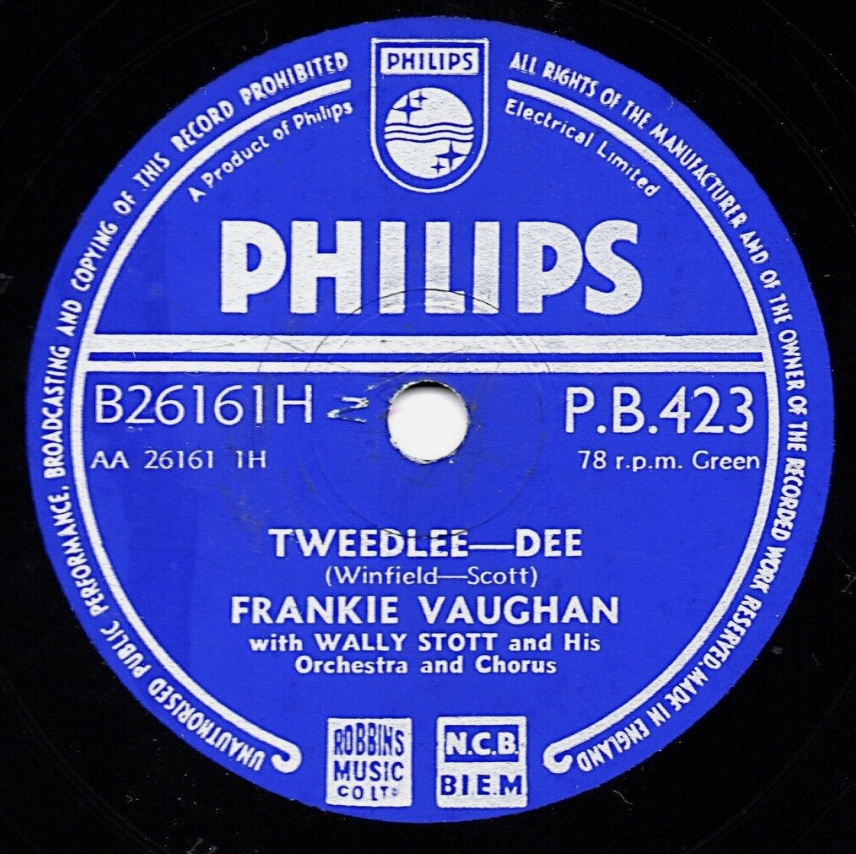 PHILIPS
UNAUTHORISED PUBLIC PERFORMANCE, BROADCASTING AND COPYING OF THIS RECORD PROHIBITED
ALL RIGHTS OF THE MANUFACTURER AND OF THE OWNER OF THE RECORDED WORK RESERVED. MADE IN ENGLAND
A Product of Philips Electrical Limited
PHILIPS
B26161H
P.B.423
AA 26161 1H
78 r.p.m. Green
TWEEDLEE—DEE
(Winfield—Scott)
FRANKIE VAUGHAN
with WALLY STOTT and His
Orchestra and Chorus
ROBBINS
MUSIC
CO LTD
N.C.B.
BIEM